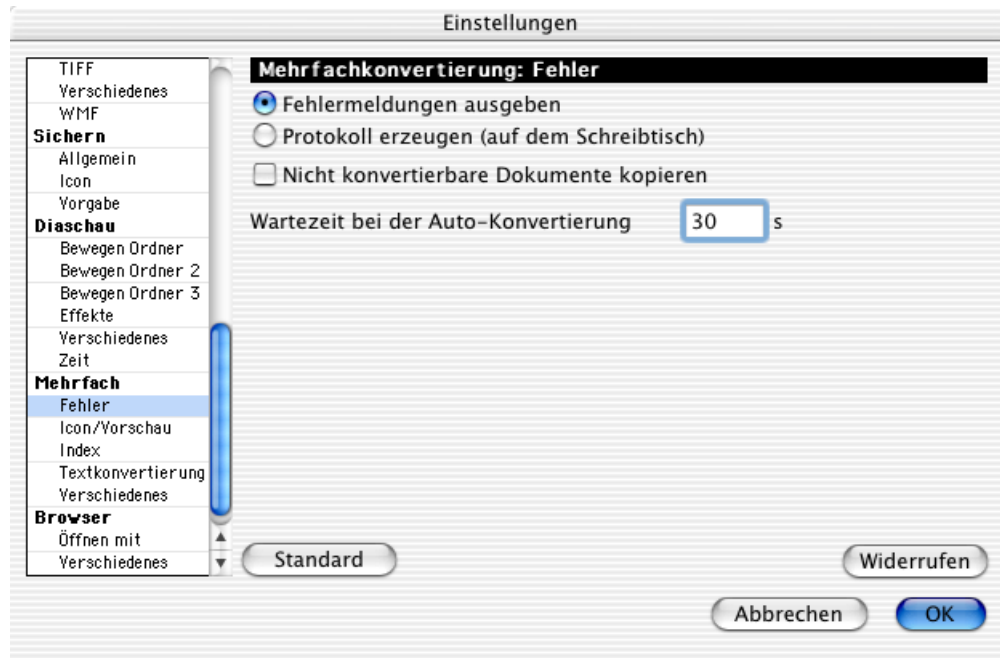 Einstellungen
TIFF
Verschiedenes
WMF
Sichern
Allgemein
Icon
Vorgabe
Diaschau
Bewegen Ordner
Bewegen Ordner 2
Bewegen Ordner 3
Effekte
Verschiedenes
Zeit
Mehrfach
Fehler
Icon/Vorschau
Index
Textkonvertierung
Verschiedenes
Browser
Öffnen mit
Verschiedenes
Mehrfachkonvertierung: Fehler
Fehlermeldungen ausgeben
Protokoll erzeugen (auf dem Schreibtisch)
Nicht konvertierbare Dokumente kopieren
Wartezeit bei der Auto-Konvertierung 30 s
Standard
Widerrufen
Abbrechen
OK